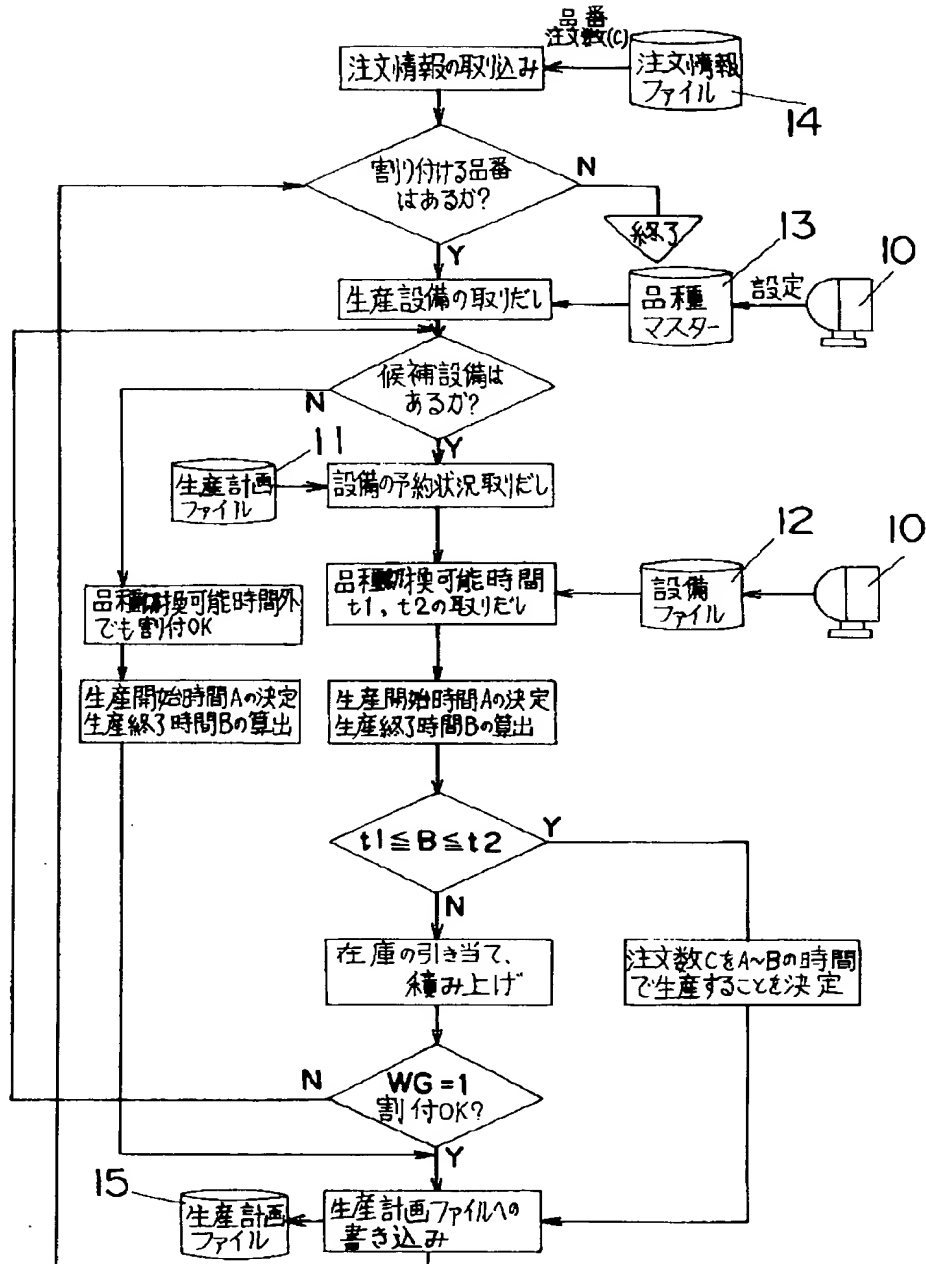 品番
注文数(C)
注文情報の取り込み
注文情報
ファイル
14
割り付ける品番
はあるか?
N
終了
Y
13
10
生産設備の取りだし
品種
マスター
設定
候補設備は
あるか?
N
Y
11
生産計画
ファイル
設備の予約状況取りだし
12
10
品種切換可能時間
t1,t2の取りだし
設備
ファイル
品種切換可能時間外
でも割付OK
生産開始時間Aの決定
生産終了時間Bの算出
生産開始時間Aの決定
生産終了時間Bの算出
t1≦B≦t2
Y
N
在庫の引き当て、
積み上げ
注文数CをA~Bの時間
で生産することを決定
N
WG=1
割付OK?
Y
15
生産計画
ファイル
生産計画ファイルへの
書き込み